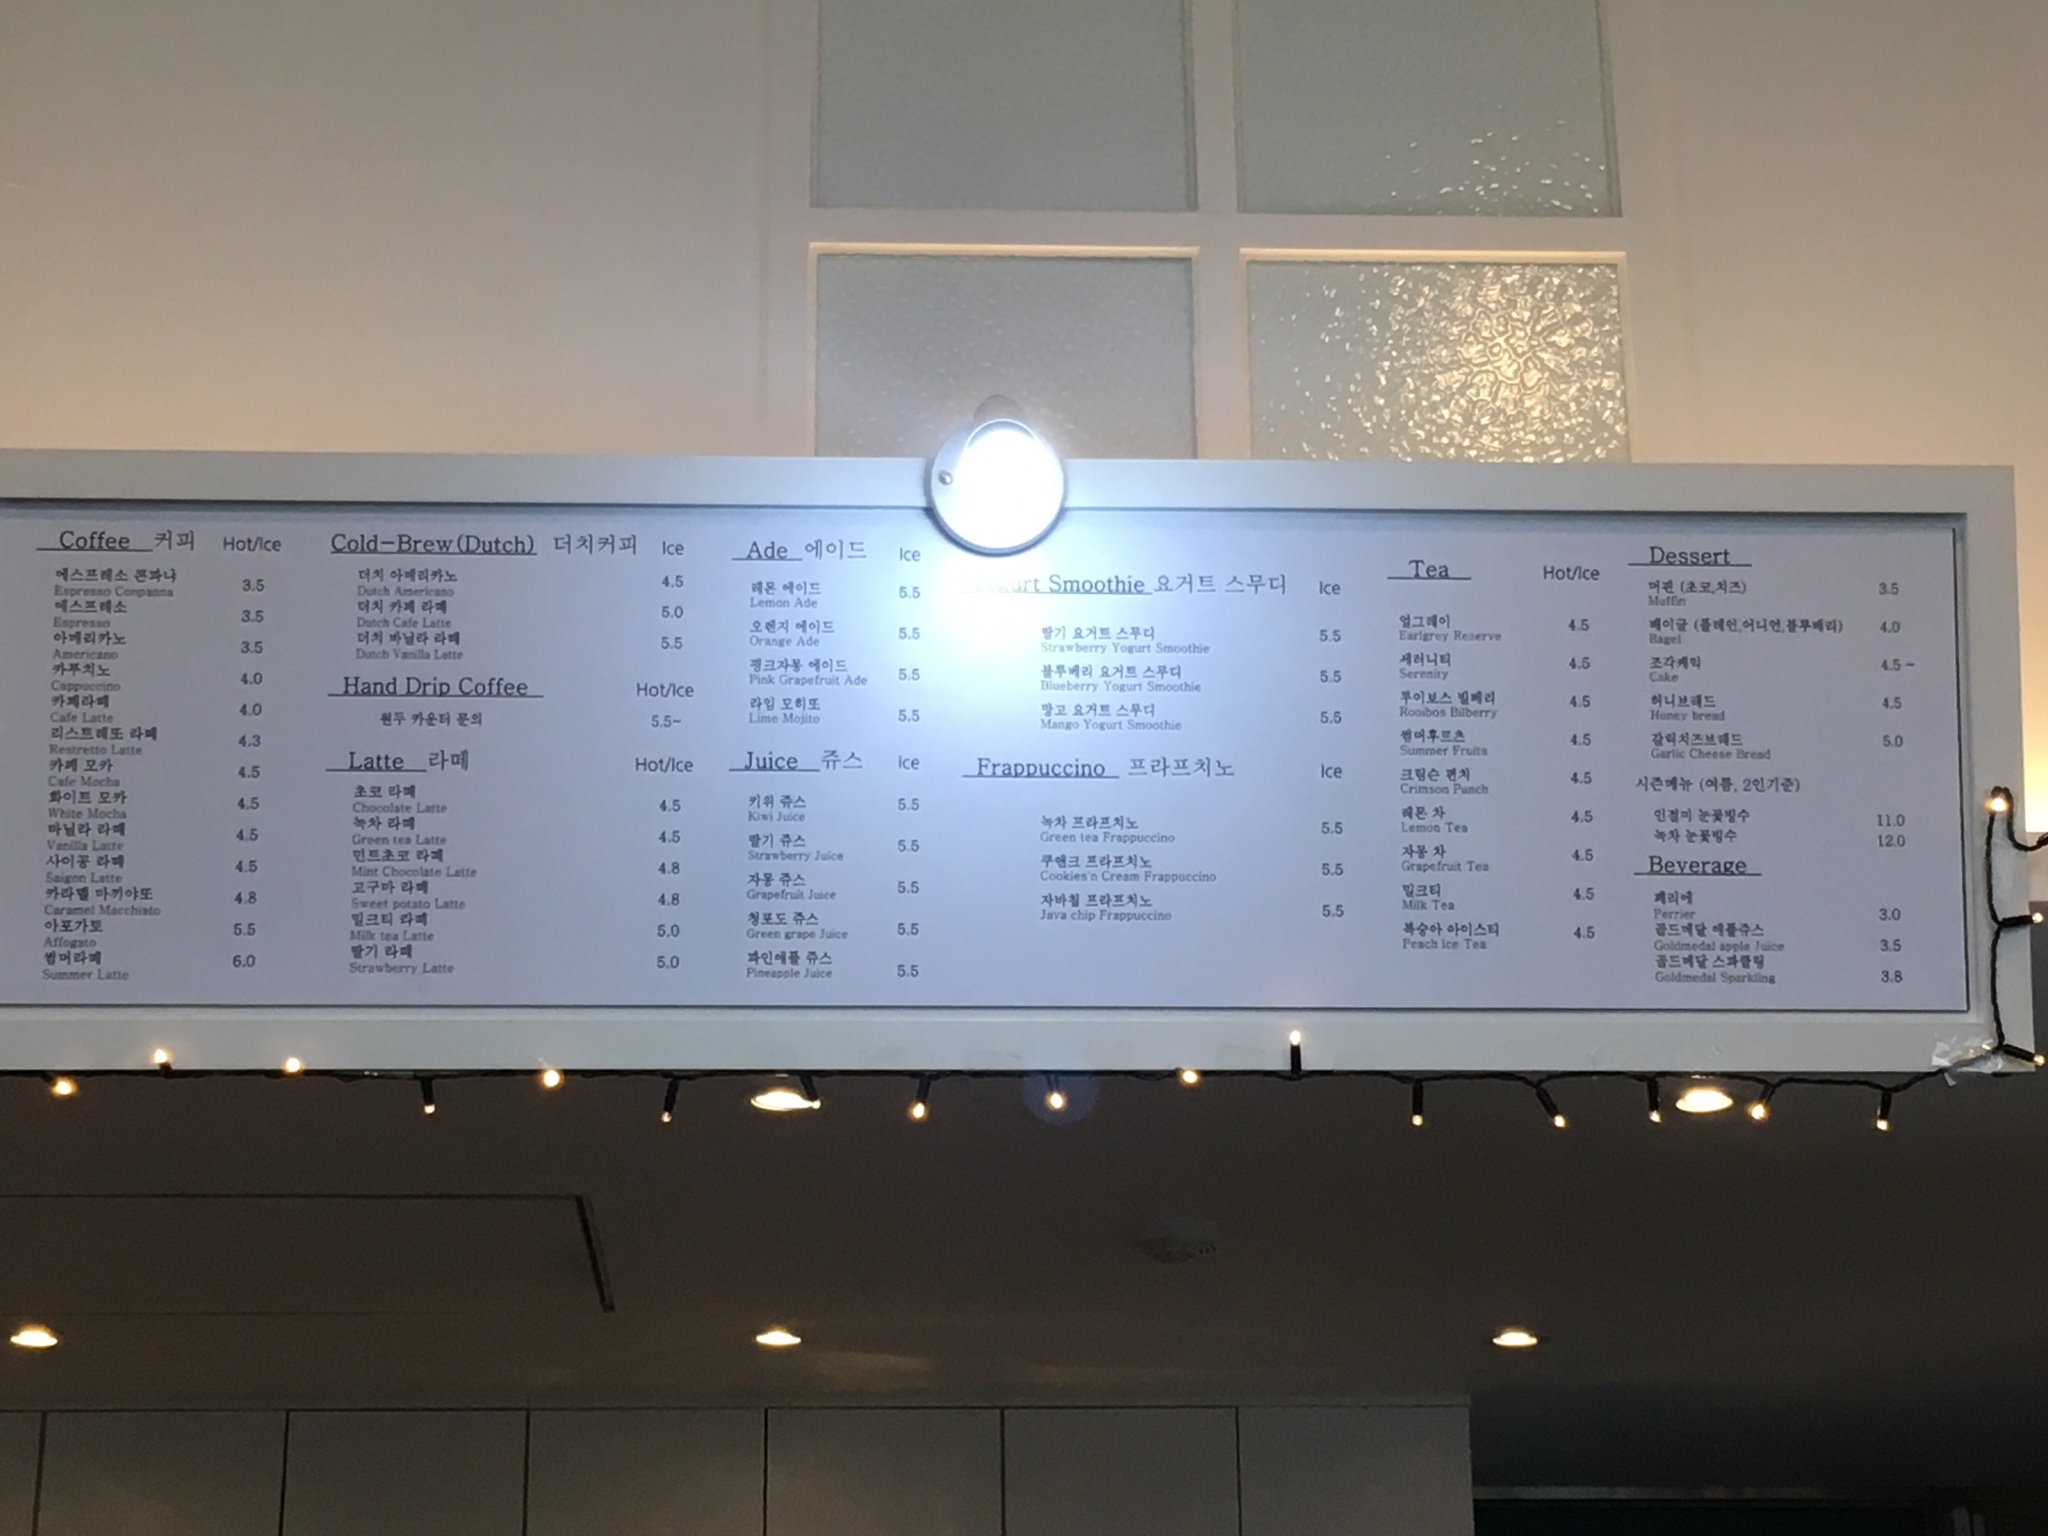 Coffee 커피 Hot/Ice
에스프레소 콘파냐 3.5
Espresso Conpanna
에스프레소 3.5
Espresso
아메리카노 3.5
Americano
카푸치노 4.0
Cappuccino
카페라떼 4.0
Cafe Latte
리스트레또 라떼 4.3
Restretto Latte
카페 모카 4.5
Cafe Mocha
화이트 모카 4.5
White Mocha
바닐라 라떼 4.5
Vanilla Latte
사이공 라떼 4.5
Saigon Latte
카라멜 마끼야또 4.8
Caramel Macchiato
아포가토 5.5
Affogato
썸머라떼 6.0
Summer Latte
Cold-Brew(Dutch) 더치커피 Ice
더치 아메리카노 4.5
Dutch Americano
더치 카페 라떼 5.0
Dutch Cafe Latte
더치 바닐라 라떼 5.5
Dutch Vanilla Latte
Hand Drip Coffee Hot/Ice
원두 카운터 문의 5.5~
Latte 라떼 Hot/Ice
초코 라떼 4.5
Chocolate Latte
녹차 라떼 4.5
Green tea Latte
민트초코 라떼 4.8
Mint Chocolate Latte
고구마 라떼 4.8
Sweet potato Latte
밀크티 라떼 5.0
Milk tea Latte
딸기 라떼 5.0
Strawberry Latte
Ade 에이드 Ice
레몬 에이드 5.5
Lemon Ade
오렌지 에이드 5.5
Orange Ade
핑크자몽 에이드 5.5
Pink Grapefruit Ade
라임 모히또 5.5
Lime Mojito
Juice 쥬스 Ice
키위 쥬스 5.5
Kiwi Juice
딸기 쥬스 5.5
Strawberry Juice
자몽 쥬스 5.5
Grapefruit Juice
청포도 쥬스 5.5
Green grape Juice
파인애플 쥬스 5.5
Pineapple Juice
Yogurt Smoothie 요거트 스무디 Ice
딸기 요거트 스무디 5.5
Strawberry Yogurt Smoothie
블루베리 요거트 스무디 5.5
Blueberry Yogurt Smoothie
망고 요거트 스무디 5.5
Mango Yogurt Smoothie
Frappuccino 프라프치노 Ice
녹차 프라프치노 5.5
Green tea Frappuccino
쿠앤크 프라프치노 5.5
Cookies'n Cream Frappuccino
자바칩 프라프치노 5.5
Java chip Frappuccino
Tea Hot/Ice
얼그레이 4.5
Earlgrey Reserve
세러니티 4.5
Serenity
루이보스 빌베리 4.5
Rooibos Bilberry
썸머후르츠 4.5
Summer Fruits
크림슨 펀치 4.5
Crimson Punch
레몬 차 4.5
Lemon Tea
자몽 차 4.5
Grapefruit Tea
밀크티 4.5
Milk Tea
복숭아 아이스티 4.5
Peach Ice Tea
Dessert
머핀 (초코,치즈) 3.5
Muffin
베이글 (플레인,어니언,블루베리) 4.0
Bagel
조각케익 4.5 ~
Cake
허니브레드 4.5
Honey bread
갈릭치즈브레드 5.0
Garlic Cheese Bread
시즌메뉴 (여름, 2인기준)
인절미 눈꽃빙수 11.0
녹차 눈꽃빙수 12.0
Beverage
페리에
Perrier 3.0
골드메달 애플쥬스
Goldmedal apple Juice 3.5
골드메달 스파클링
Goldmedal Sparkling 3.8